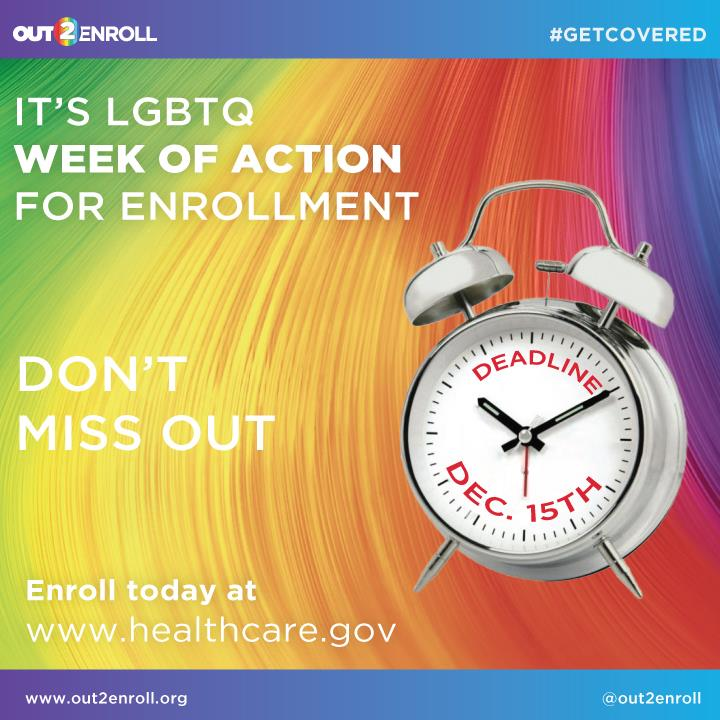 OUT2ENROLL
#GETCOVERED
IT'S LGBTQ
WEEK OF ACTION
FOR ENROLLMENT
DEADLINE
DEC. 15TH
DON'T
MISS OUT
Enroll today at
www.healthcare.gov
www.out2enroll.org
@out2enroll